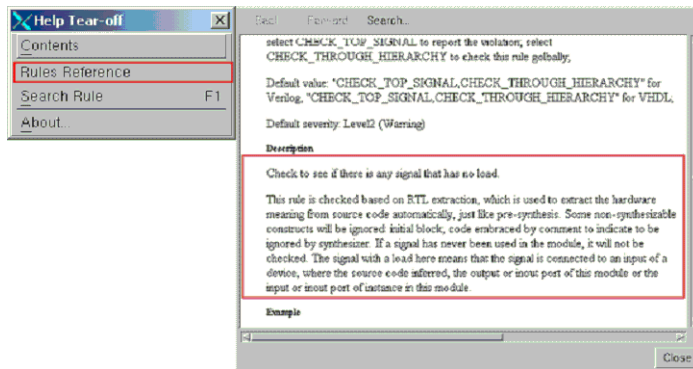 Help Tear-off
Contents
Rules Reference
Search Rule F1
About...
Back Forward Search...
select CHECK_TOP_SIGNAL to report the violation; select
CHECK_THROUGH_HIERARCHY to check this rule golbally;
Default value: "CHECK_TOP_SIGNAL,CHECK_THROUGH_HIERARCHY" for
Verilog, "CHECK_TOP_SIGNAL,CHECK_THROUGH_HIERARCHY" for VHDL;
Default severity: Level2 (Warning)
Description
Check to see if there is any signal that has no load.
This rule is checked based on RTL extraction, which is used to extract the hardware
meaning from source code automatically, just like pre-synthesis. Some non-synthesizable
constructs will be ignored: initial block, code embraced by comment to indicate to be
ignored by synthesizer. If a signal has never been used in the module, it will not be
checked. The signal with a load here means that the signal is connected to an input of a
device, where the source code inferred, the output or inout port of this module or the
input or inout port of instance in this module.
Example
Close